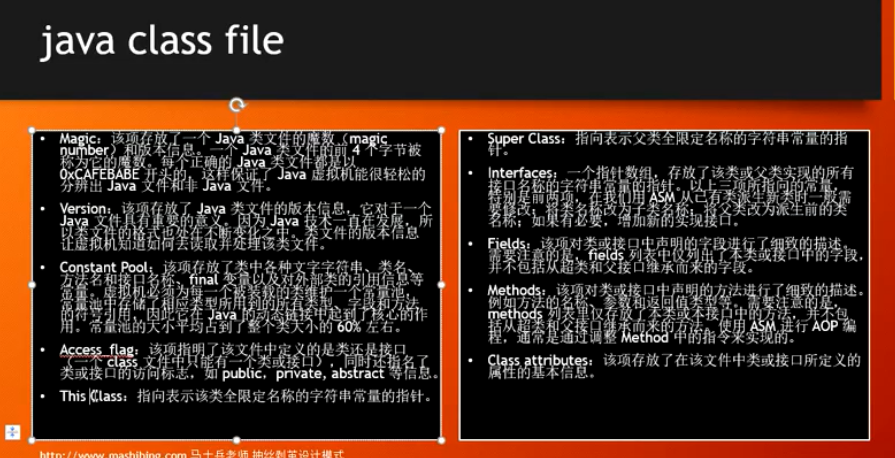 java class file
• Magic：该项存放了一个 Java 类文件的魔数（magic
number）和版本信息。一个 Java 类文件的前 4 个字节被
称为它的魔数。每个正确的 Java 类文件都是以
0xCAFEBABE 开头的，这样保证了 Java 虚拟机能很轻松的
分辨出 Java 文件和非 Java 文件。
• Version：该项存放了 Java 类文件的版本信息，它对于一个
Java 文件具有重要的意义。因为 Java 技术一直在发展，所
以类文件的格式也处在不断变化之中。类文件的版本信息
让虚拟机知道如何去读取并处理该类文件。
• Constant Pool：该项存放了类中各种文字字符串、类名、
方法名和接口名称、final 变量以及对外部类的引用信息等
常量。虚拟机必须为每一个被装载的类维护一个常量池，
常量池中存储了相应类型所用到的所有类型、字段和方法
的符号引用，因此它在 Java 的动态链接中起到了核心的作
用。常量池的大小平均占到了整个类大小的 60% 左右。
• Access_flag：该项指明了该文件中定义的是类还是接口
（一个 class 文件中只能有一个类或接口），同时还指名了
类或接口的访问标志，如 public，private, abstract 等信息。
• This Class：指向表示该类全限定名称的字符串常量的指针。
• Super Class：指向表示父类全限定名称的字符串常量的指
针。
• Interfaces：一个指针数组，存放了该类或父类实现的所有
接口名称的字符串常量的指针。以上三项所指向的常量，
特别是前两项，在我们用 ASM 从已有类派生新类时一般需
要修改：将类名称改为子类名称；将父类改为派生前的类
名称；如果有必要，增加新的实现接口。
• Fields：该项对类或接口中声明的字段进行了细致的描述。
需要注意的是，fields 列表中仅列出了本类或接口中的字段，
并不包括从超类和父接口继承而来的字段。
• Methods：该项对类或接口中声明的方法进行了细致的描述。
例如方法的名称、参数和返回值类型等。需要注意的是，
methods 列表里仅存放了本类或本接口中的方法，并不包
括从超类和父接口继承而来的方法。使用 ASM 进行 AOP 编
程，通常是通过调整 Method 中的指令来实现的。
• Class attributes：该项存放了在该文件中类或接口所定义的
属性的基本信息。
http://www.mashibing.com 马士兵老师 抽丝剥茧设计模式